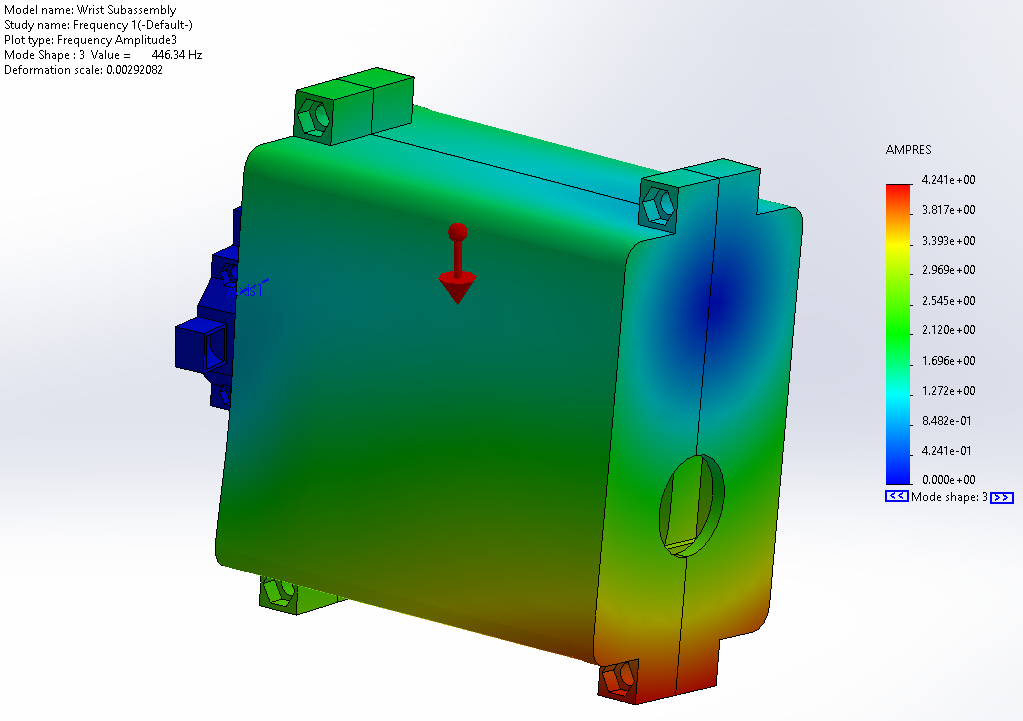 Model name: Wrist Subassembly
Study name: Frequency 1(-Default-)
Plot type: Frequency Amplitude3
Mode Shape : 3 Value = 446.34 Hz
Deformation scale: 0.00292082
AMPRES
4.241e+00
3.817e+00
3.393e+00
2.969e+00
2.545e+00
2.120e+00
1.696e+00
1.272e+00
8.482e-01
4.241e-01
0.000e+00
<< Mode shape: 3 >>
Axis1